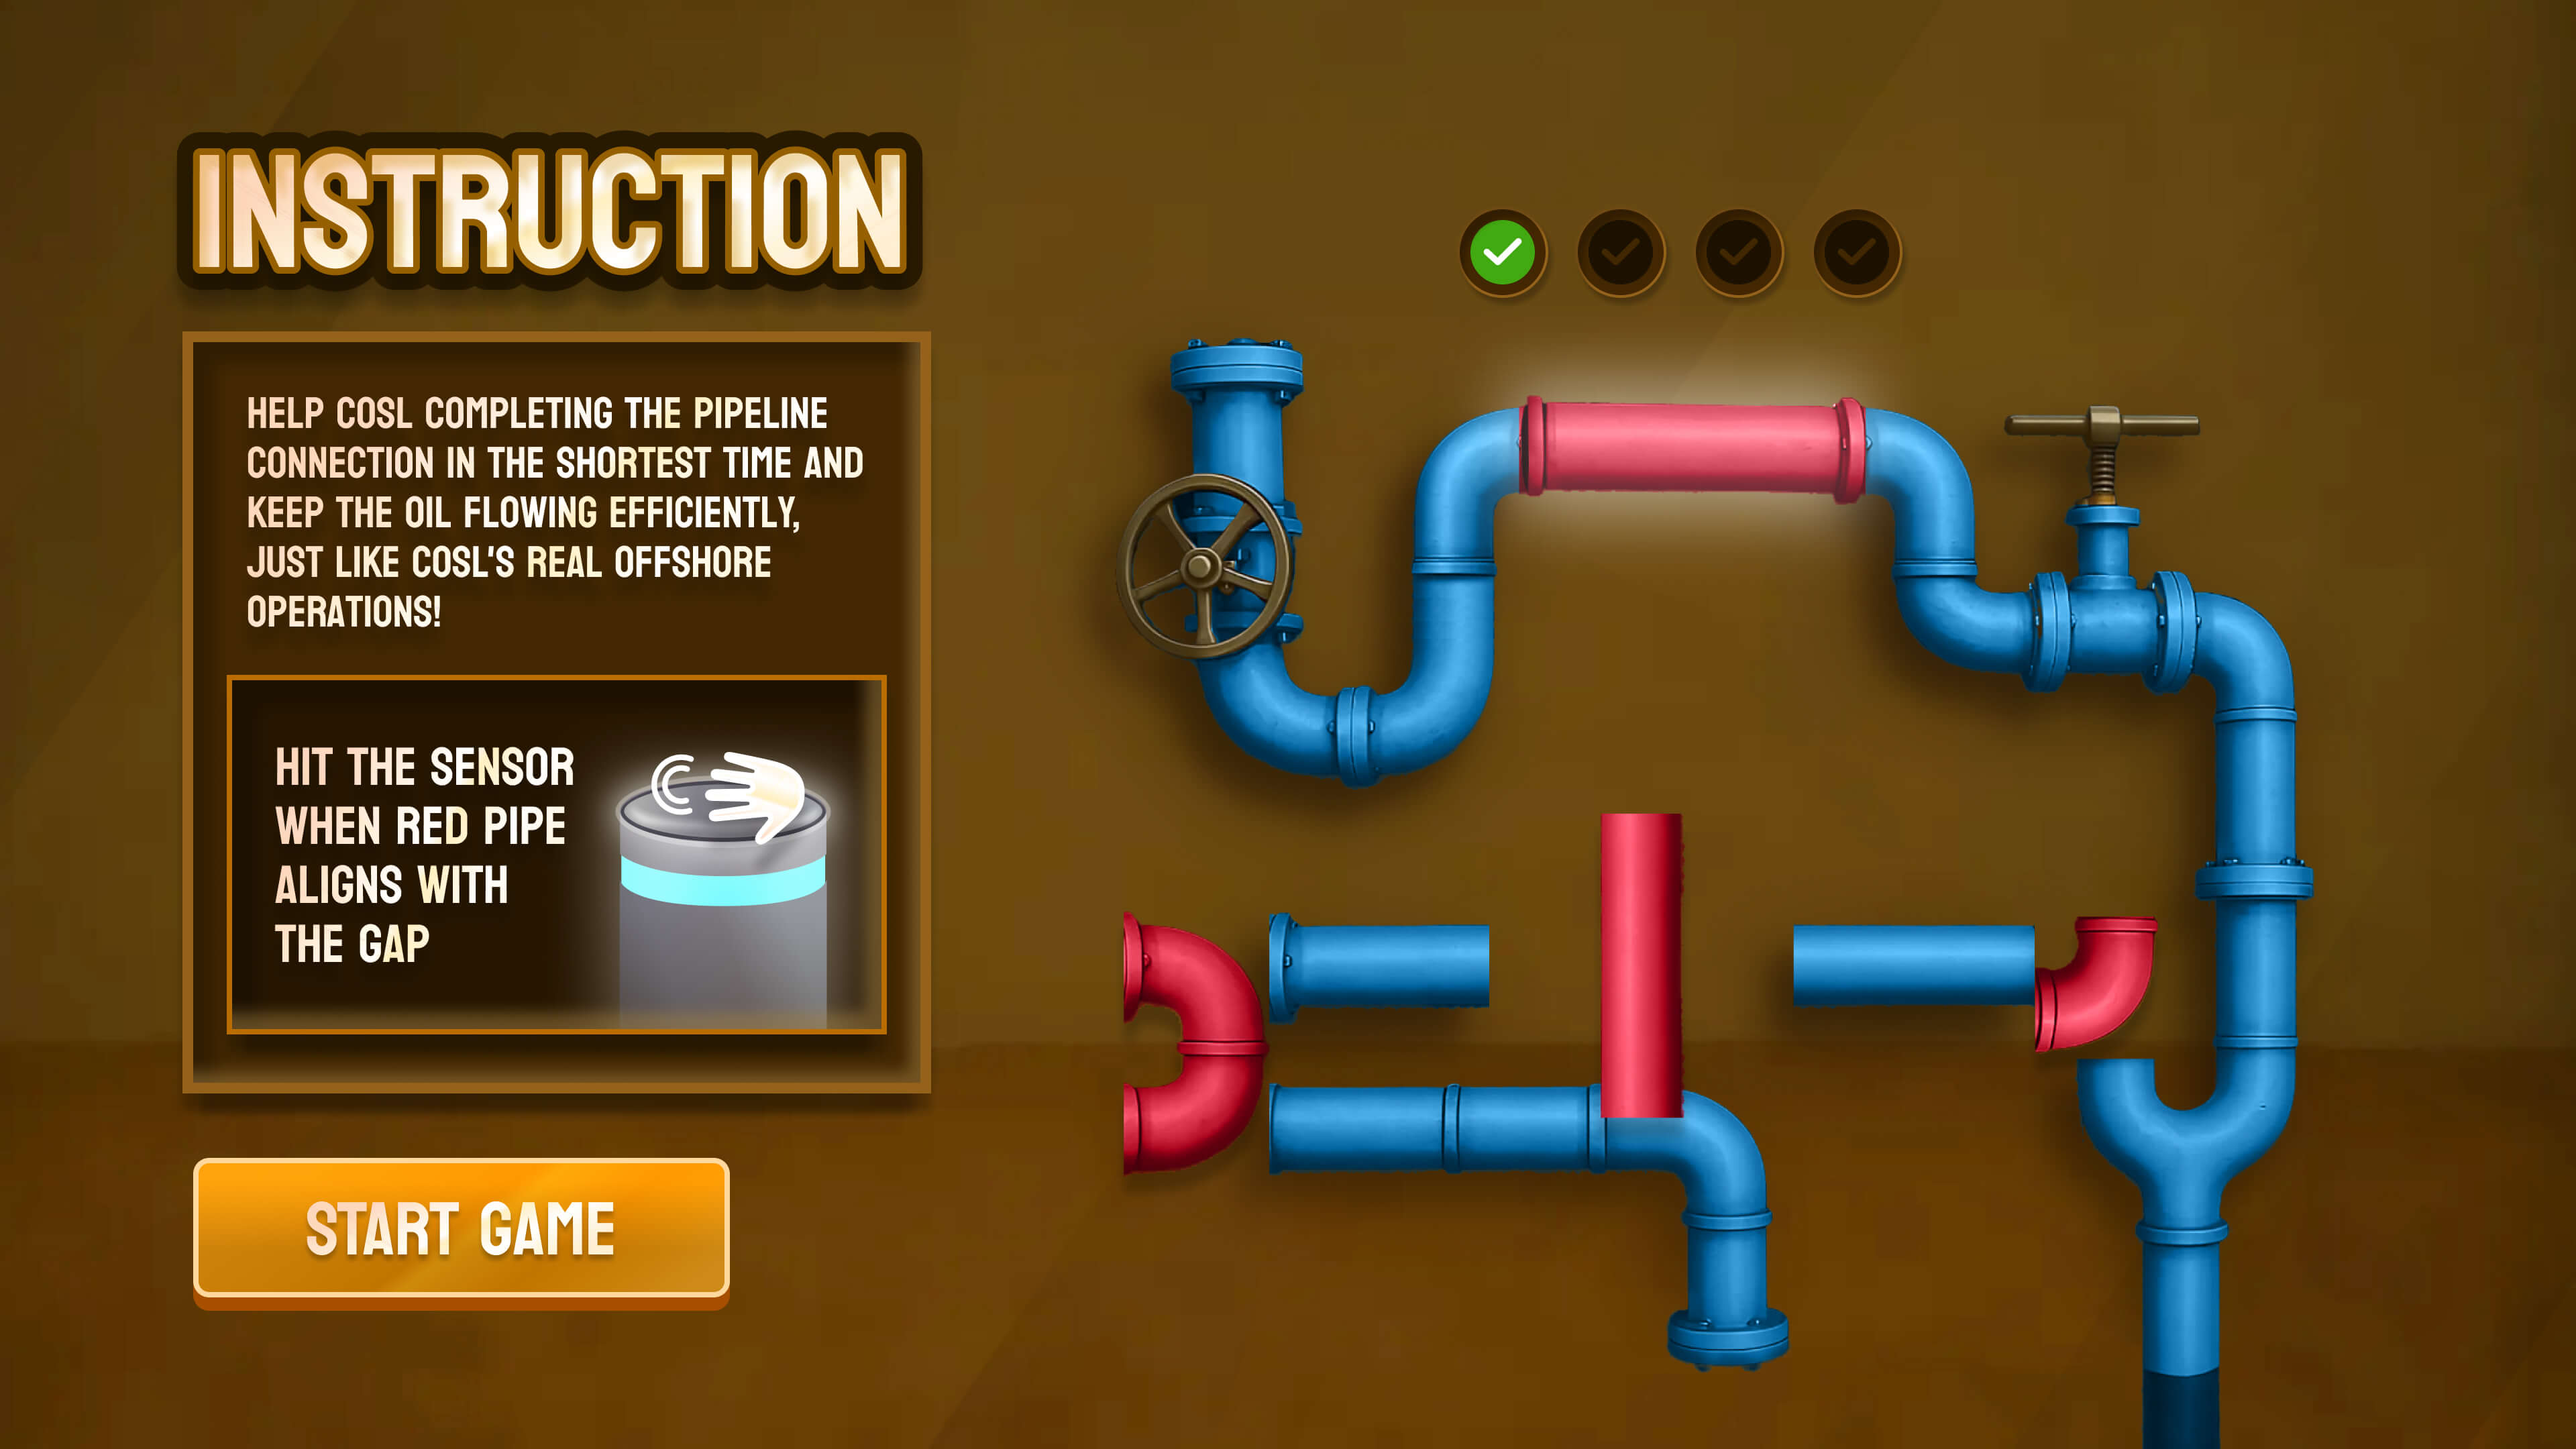 INSTRUCTION
HELP COSL COMPLETING THE PIPELINE
CONNECTION IN THE SHORTEST TIME AND
KEEP THE OIL FLOWING EFFICIENTLY,
JUST LIKE COSL'S REAL OFFSHORE
OPERATIONS!
HIT THE SENSOR
WHEN RED PIPE
ALIGNS WITH
THE GAP
START GAME